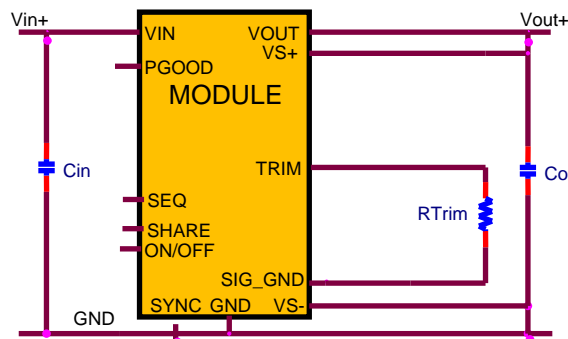 Vin+
Vout+
VIN
VOUT
VS+
PGOOD
MODULE
Cin
TRIM
Co
SEQ
RTrim
SHARE
ON/OFF
SIG_GND
SYNC GND
VS-
GND